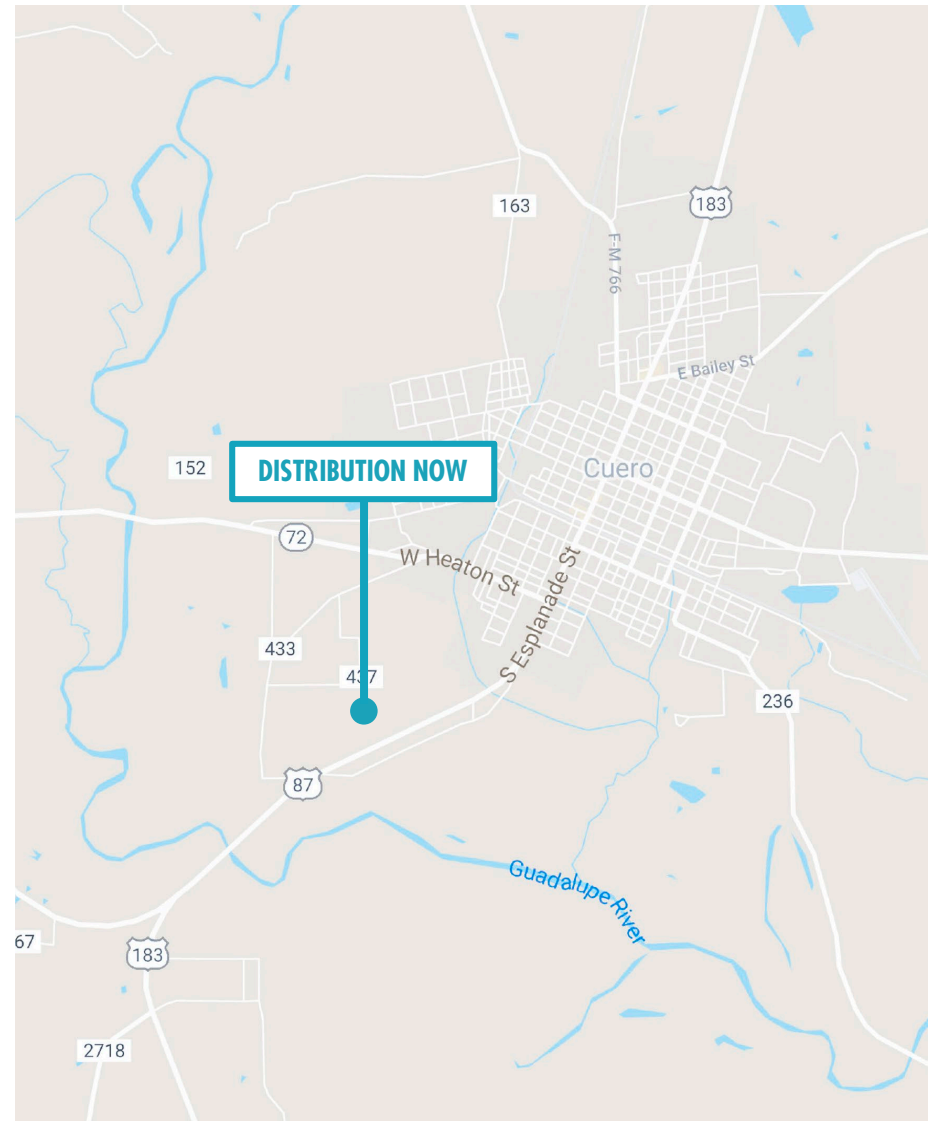 163
183
F-M 766
E Bailey St
DISTRIBUTION NOW
152
Cuero
72
W Heaton St
S Esplanade St
433
437
236
87
Guadalupe River
67
183
2718